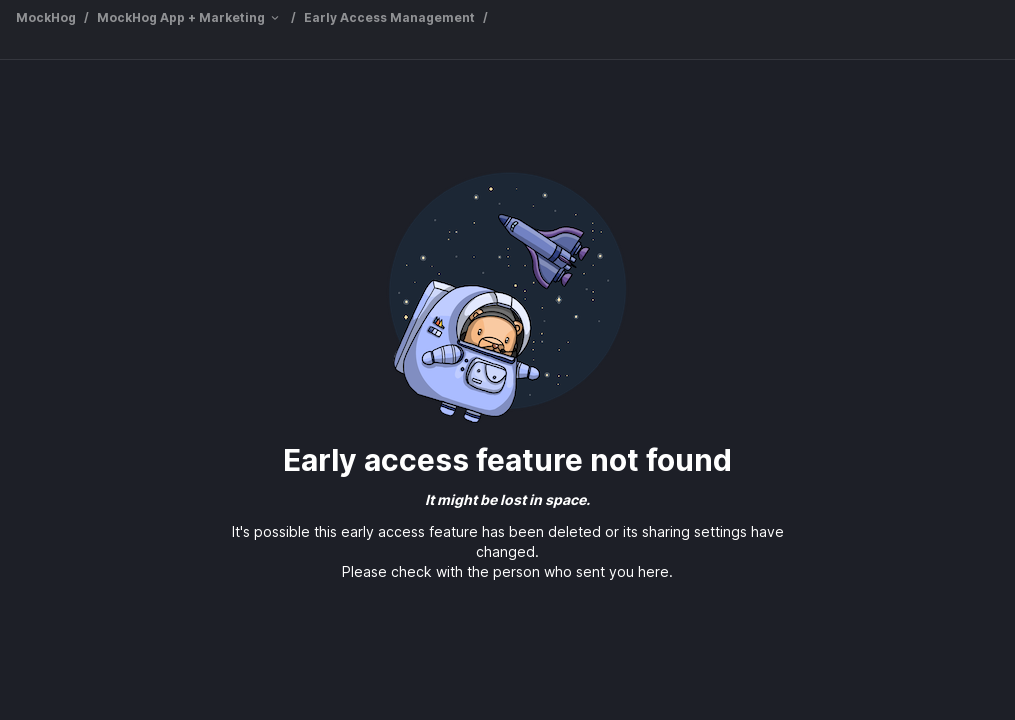 MockHog / MockHog App + Marketing / Early Access Management /
Early access feature not found
It might be lost in space.
It's possible this early access feature has been deleted or its sharing settings have
changed.
Please check with the person who sent you here.